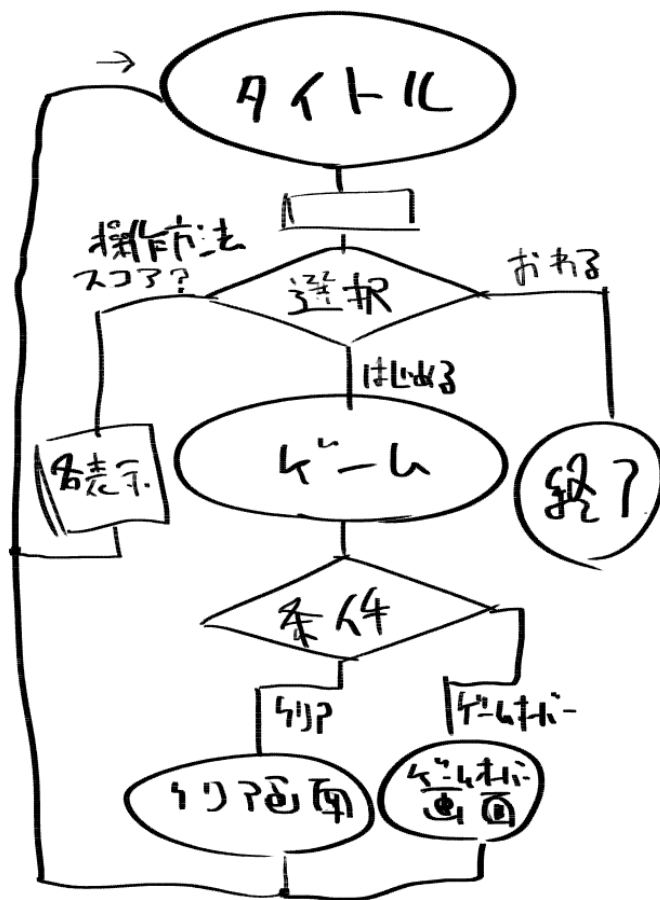 タイトル
操作方法
スコア?
選択
おわる
はじめる
ゲーム
各表示
終了
条件
クリア
ゲームオーバー
クリア画面
ゲームオーバー
画面